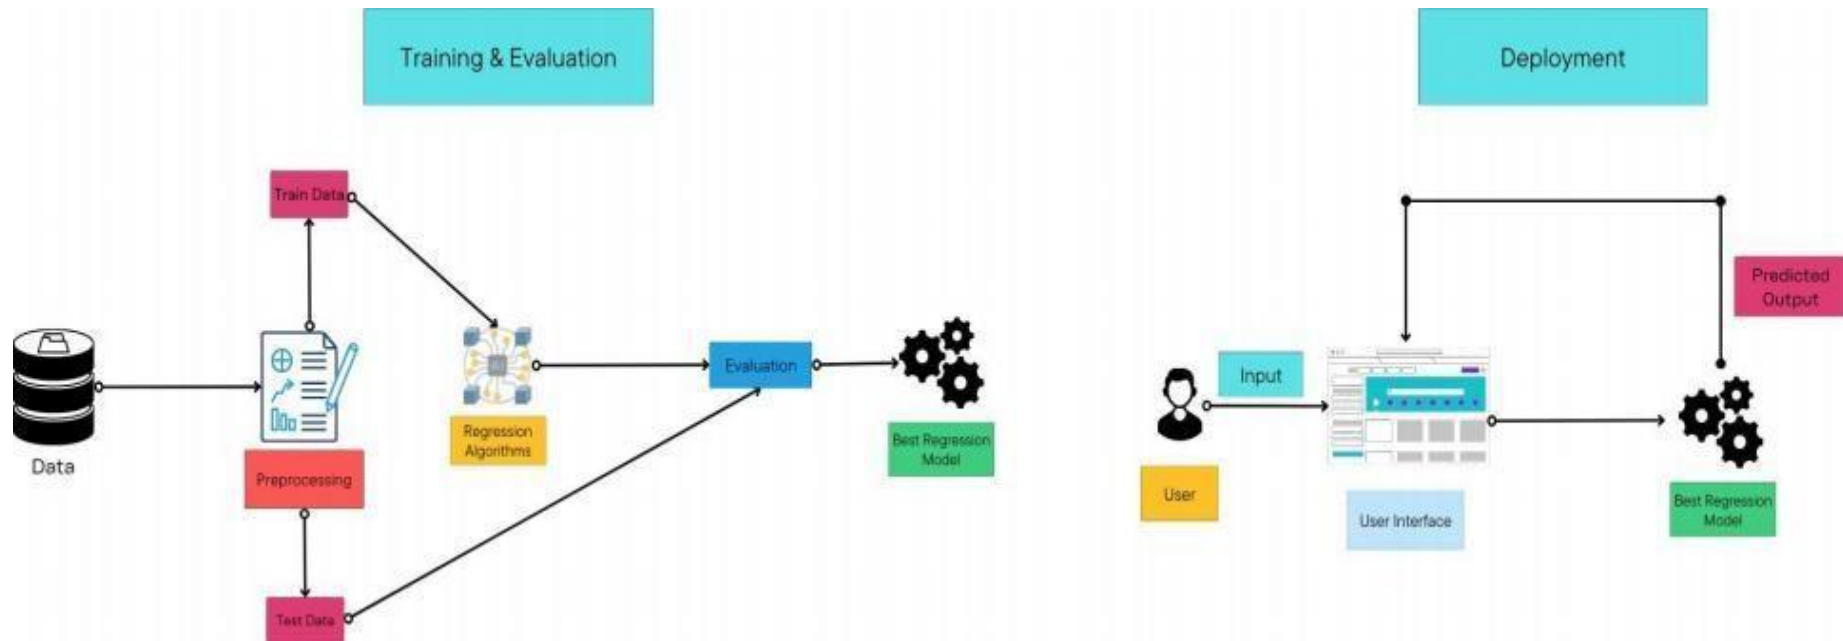 Training & Evaluation
Deployment
Train Data
Predicted
Output
Evaluation
Input
Regression
Algorithms
Best Regression
Model
Data
Preprocessing
User
User Interface
Best Regression
Model
Test Data